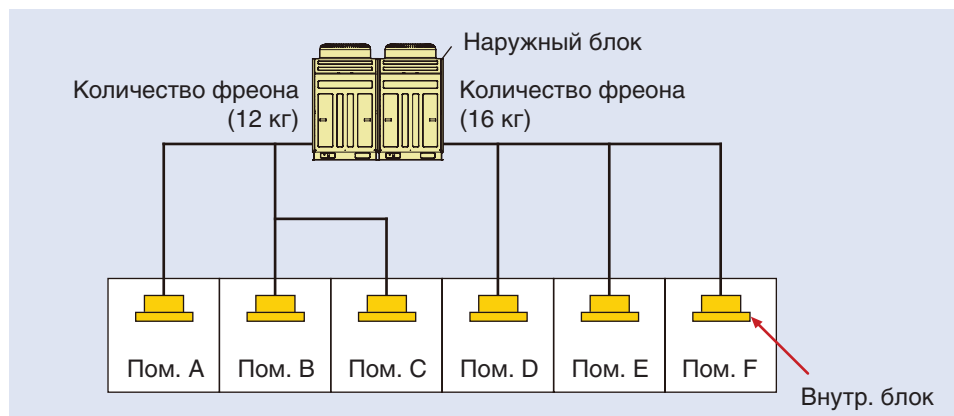 Наружный блок
Количество фреона
(12 кг)
Количество фреона
(16 кг)
Пом. A
Пом. B
Пом. C
Пом. D
Пом. E
Пом. F
Внутр. блок